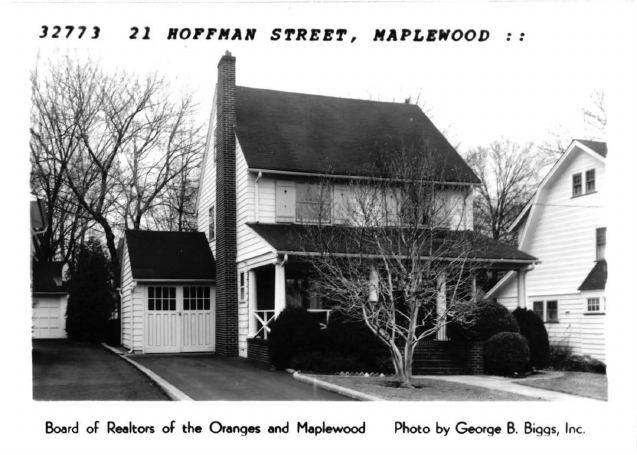 32773 21 HOFFMAN STREET, MAPLEWOOD ::
Board of Realtors of the Oranges and Maplewood Photo by George B. Biggs, Inc.